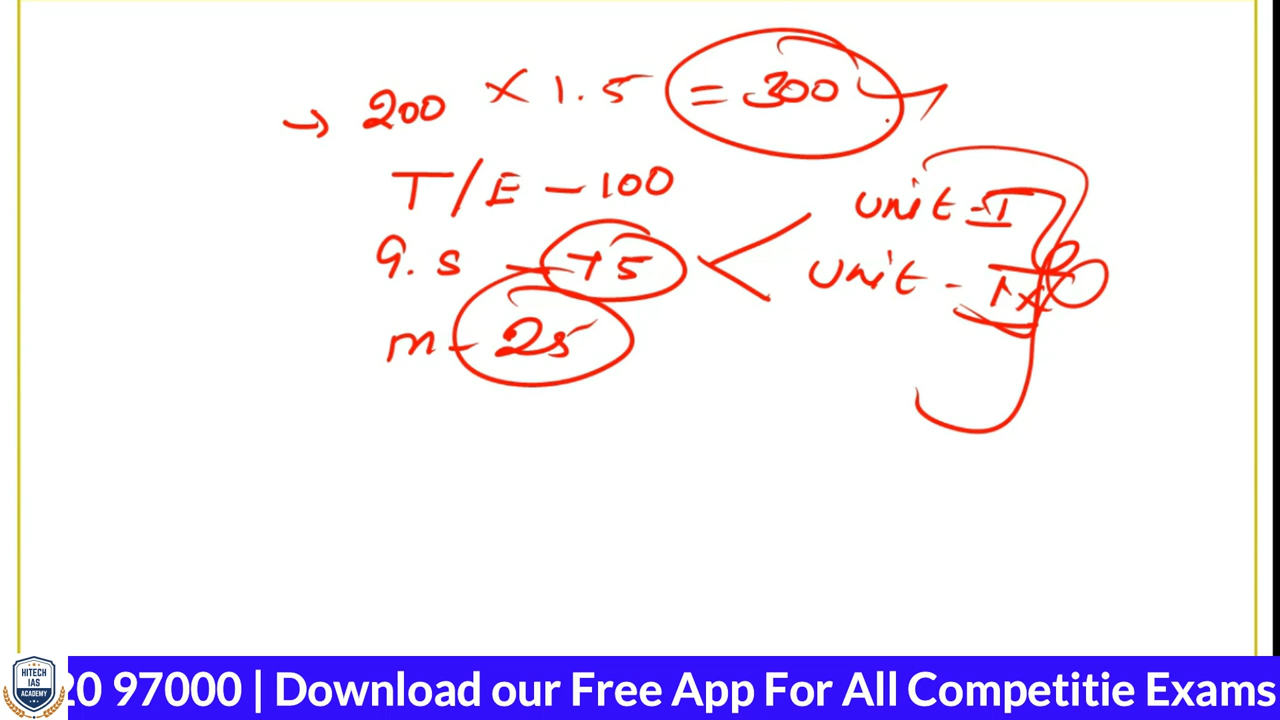 → 200 × 1.5 = 300
T/E - 100
G.S - 75
Unit - I
Unit - IX
m - 25
HITECH
IAS
ACADEMY
20 97000 | Download our Free App For All Competitie Exams